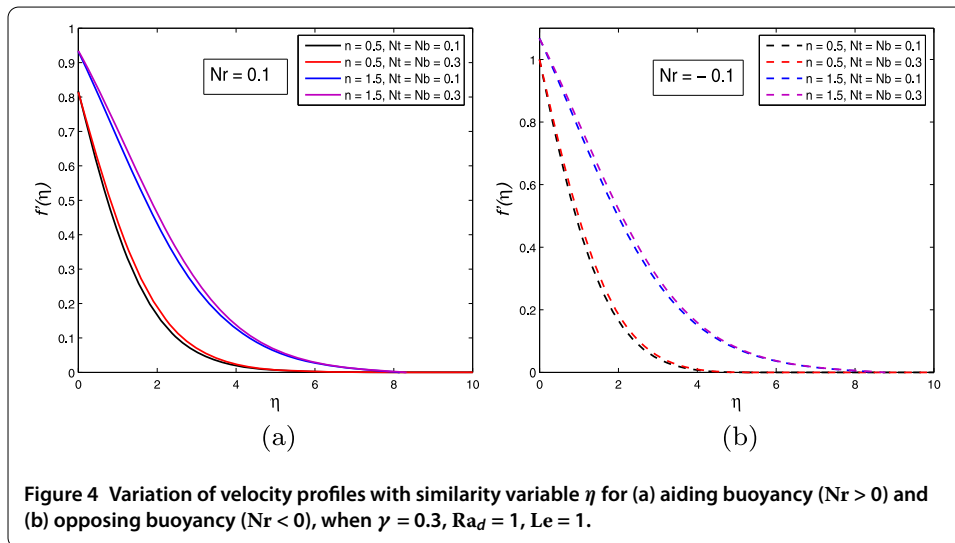 1
0.9
0.8
0.7
0.6
0.5
0.4
0.3
0.2
0.1
0
f'(η)
Nr = 0.1
n = 0.5, Nt = Nb = 0.1
n = 0.5, Nt = Nb = 0.3
n = 1.5, Nt = Nb = 0.1
n = 1.5, Nt = Nb = 0.3
0 2 4 6 8 10
η
(a)
1
0.8
0.6
0.4
0.2
0
f'(η)
Nr = − 0.1
n = 0.5, Nt = Nb = 0.1
n = 0.5, Nt = Nb = 0.3
n = 1.5, Nt = Nb = 0.1
n = 1.5, Nt = Nb = 0.3
0 2 4 6 8 10
η
(b)
Figure 4 Variation of velocity profiles with similarity variable η for (a) aiding buoyancy (Nr > 0) and
(b) opposing buoyancy (Nr < 0), when γ = 0.3, Ra_d = 1, Le = 1.